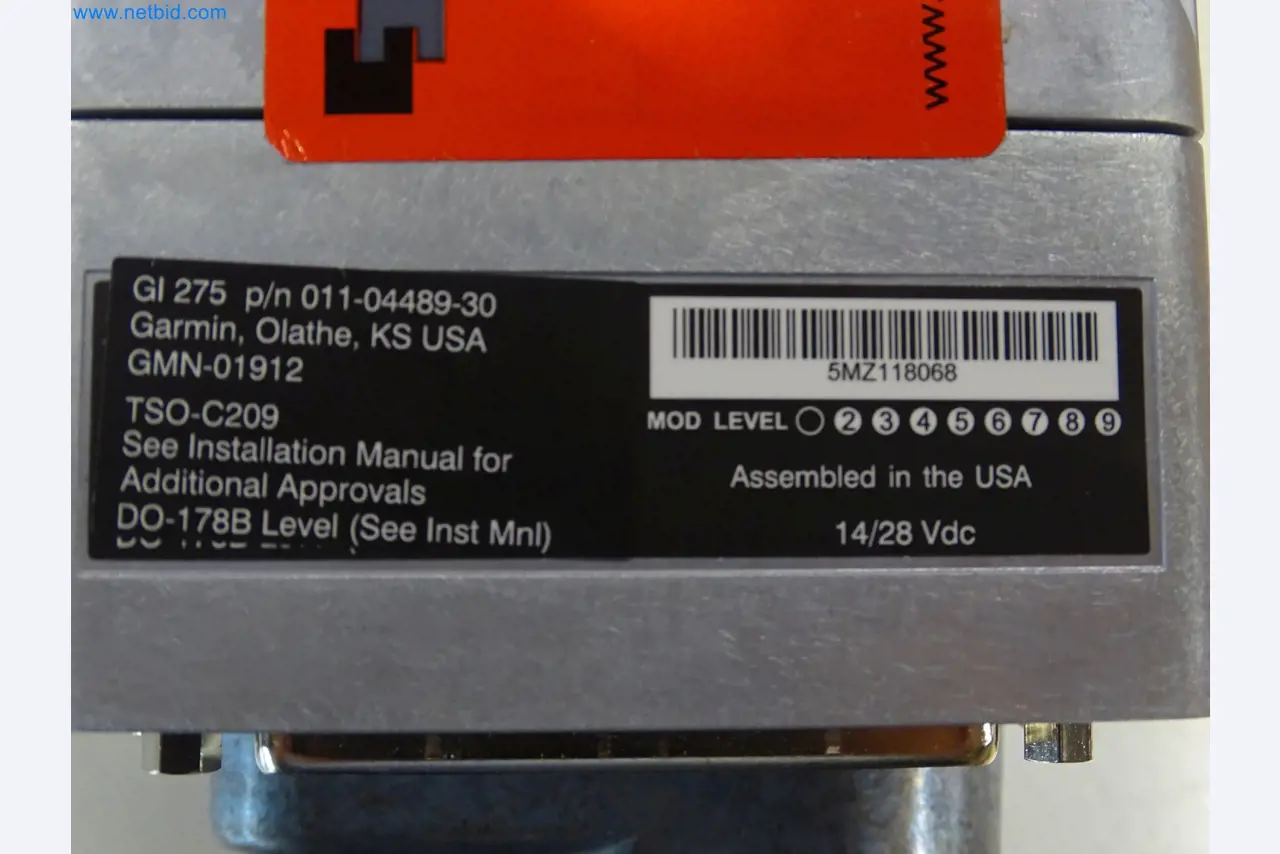 www.netbid.com
www.
GI 275 p/n 011-04489-30
Garmin, Olathe, KS USA
GMN-01912
TSO-C209
See Installation Manual for
Additional Approvals
DO-178B Level (See Inst Mnl)
5MZ118068
MOD LEVEL 2 3 4 5 6 7 8 9
Assembled in the USA
14/28 Vdc